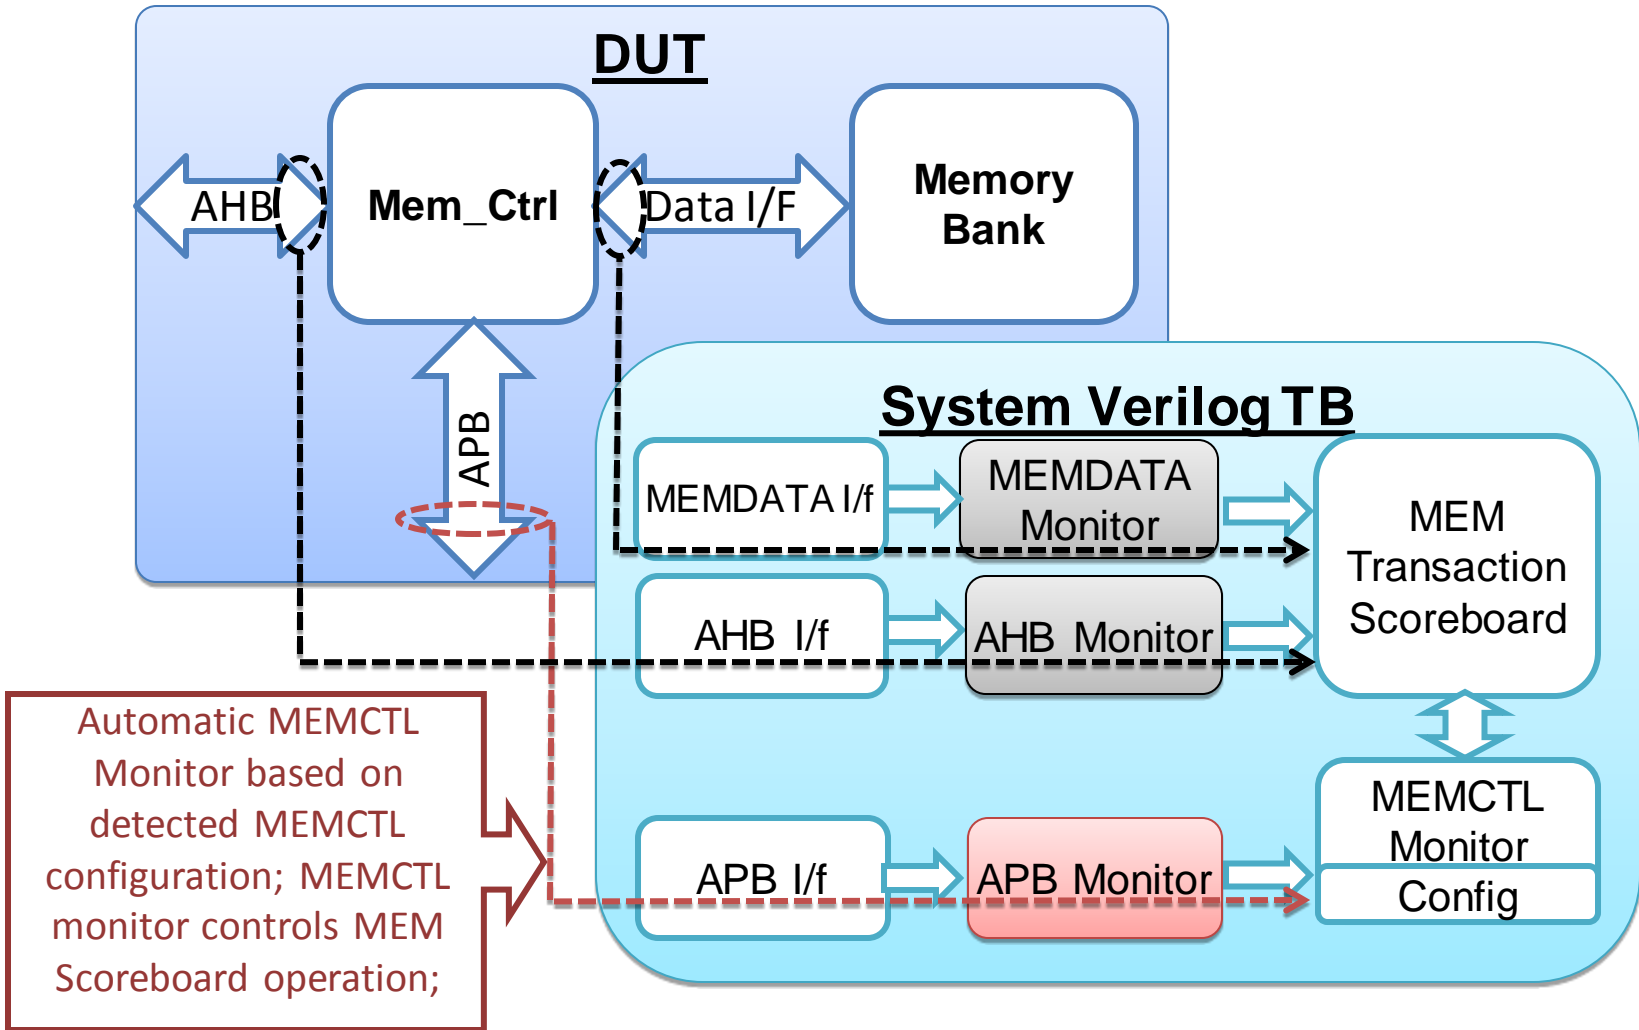 DUT
AHB
Mem_Ctrl
Data I/F
Memory
Bank
APB
System Verilog TB
MEMDATA I/f
MEMDATA
Monitor
MEM
Transaction
Scoreboard
AHB I/f
AHB Monitor
Automatic MEMCTL
Monitor based on
detected MEMCTL
configuration; MEMCTL
monitor controls MEM
Scoreboard operation;
APB I/f
APB Monitor
MEMCTL
Monitor
Config